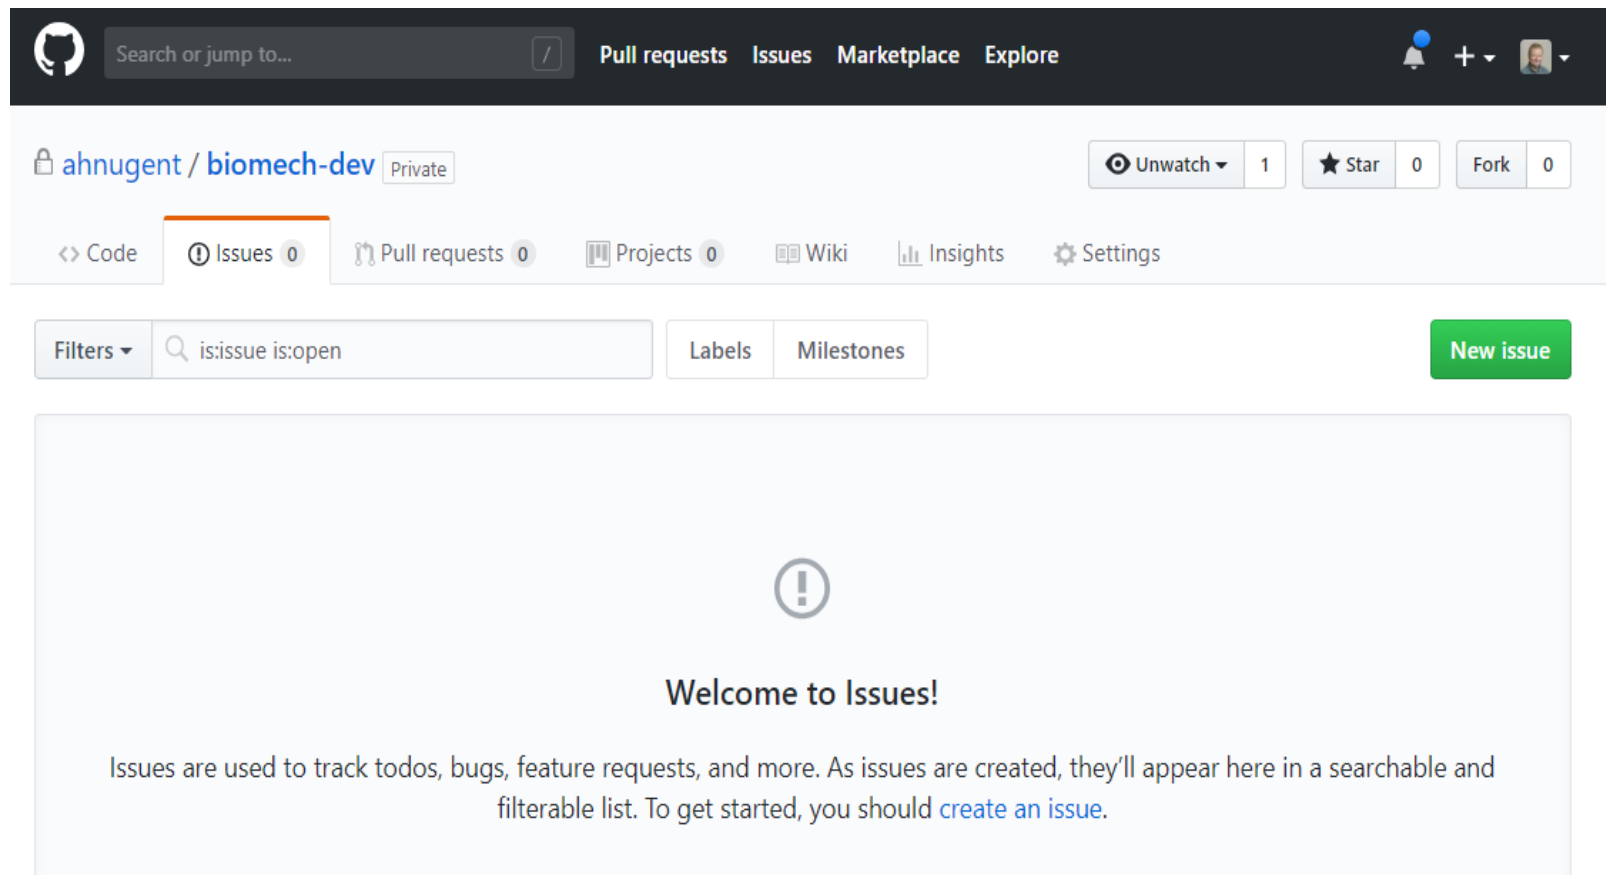 Search or jump to... / Pull requests Issues Marketplace Explore
ahnugent / biomech-dev Private Unwatch 1 Star 0 Fork 0
Code Issues 0 Pull requests 0 Projects 0 Wiki Insights Settings
Filters is:issue is:open Labels Milestones New issue
Welcome to Issues!
Issues are used to track todos, bugs, feature requests, and more. As issues are created, they’ll appear here in a searchable and
filterable list. To get started, you should create an issue.